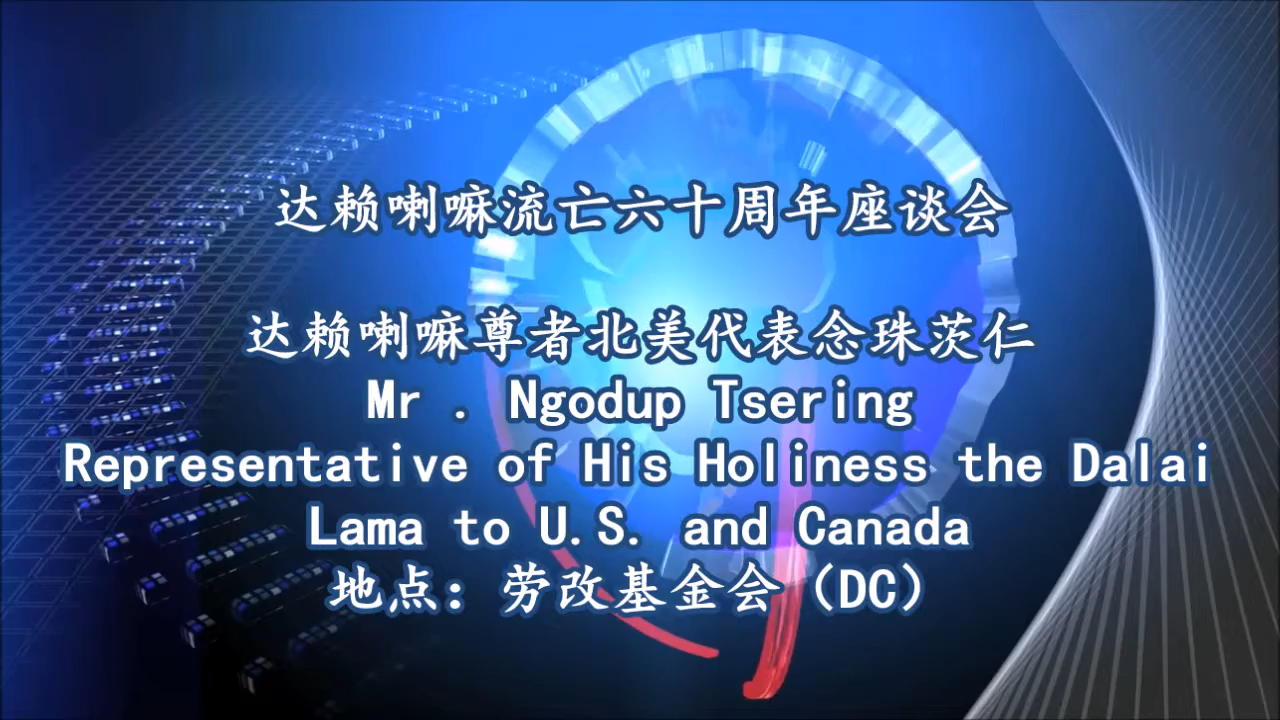 达赖喇嘛流亡六十周年座谈会
达赖喇嘛尊者北美代表念珠茨仁
Mr . Ngodup Tsering
Representative of His Holiness the Dalai
Lama to U.S. and Canada
地点：劳改基金会（DC）